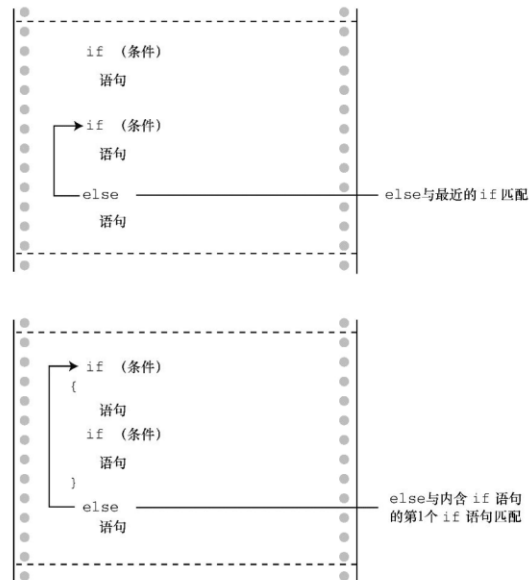 if (条件)
语句
if (条件)
语句
else
else与最近的if匹配
语句
if (条件)
{
语句
if (条件)
语句
}
else
else与内含 if 语句
的第1个 if 语句匹配
语句